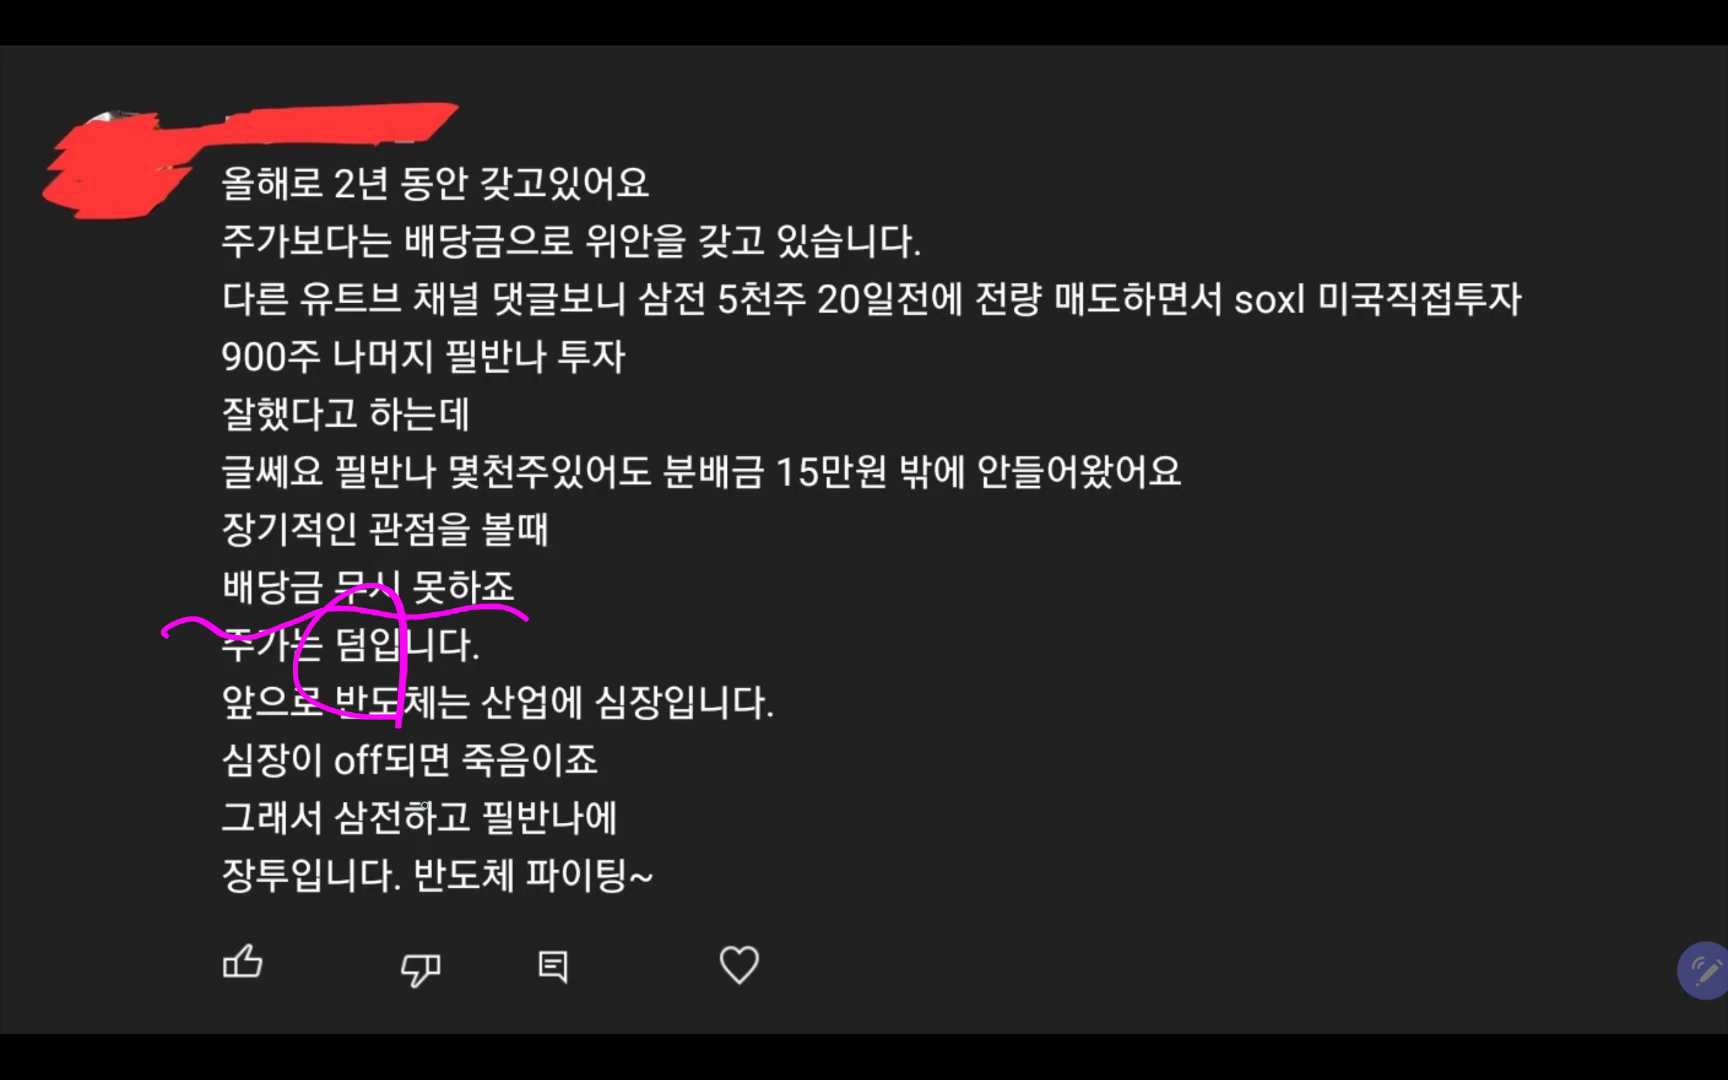 올해로 2년 동안 갖고있어요
주가보다는 배당금으로 위안을 갖고 있습니다.
다른 유트브 채널 댓글보니 삼전 5천주 20일전에 전량 매도하면서 soxl 미국직접투자
900주 나머지 필반나 투자
잘했다고 하는데
글쎄요 필반나 몇천주있어도 분배금 15만원 밖에 안들어왔어요
장기적인 관점을 볼때
배당금 무시 못하죠
주가는 덤입니다.
앞으로 반도체는 산업에 심장입니다.
심장이 off되면 죽음이죠
그래서 삼전하고 필반나에
장투입니다. 반도체 파이팅~